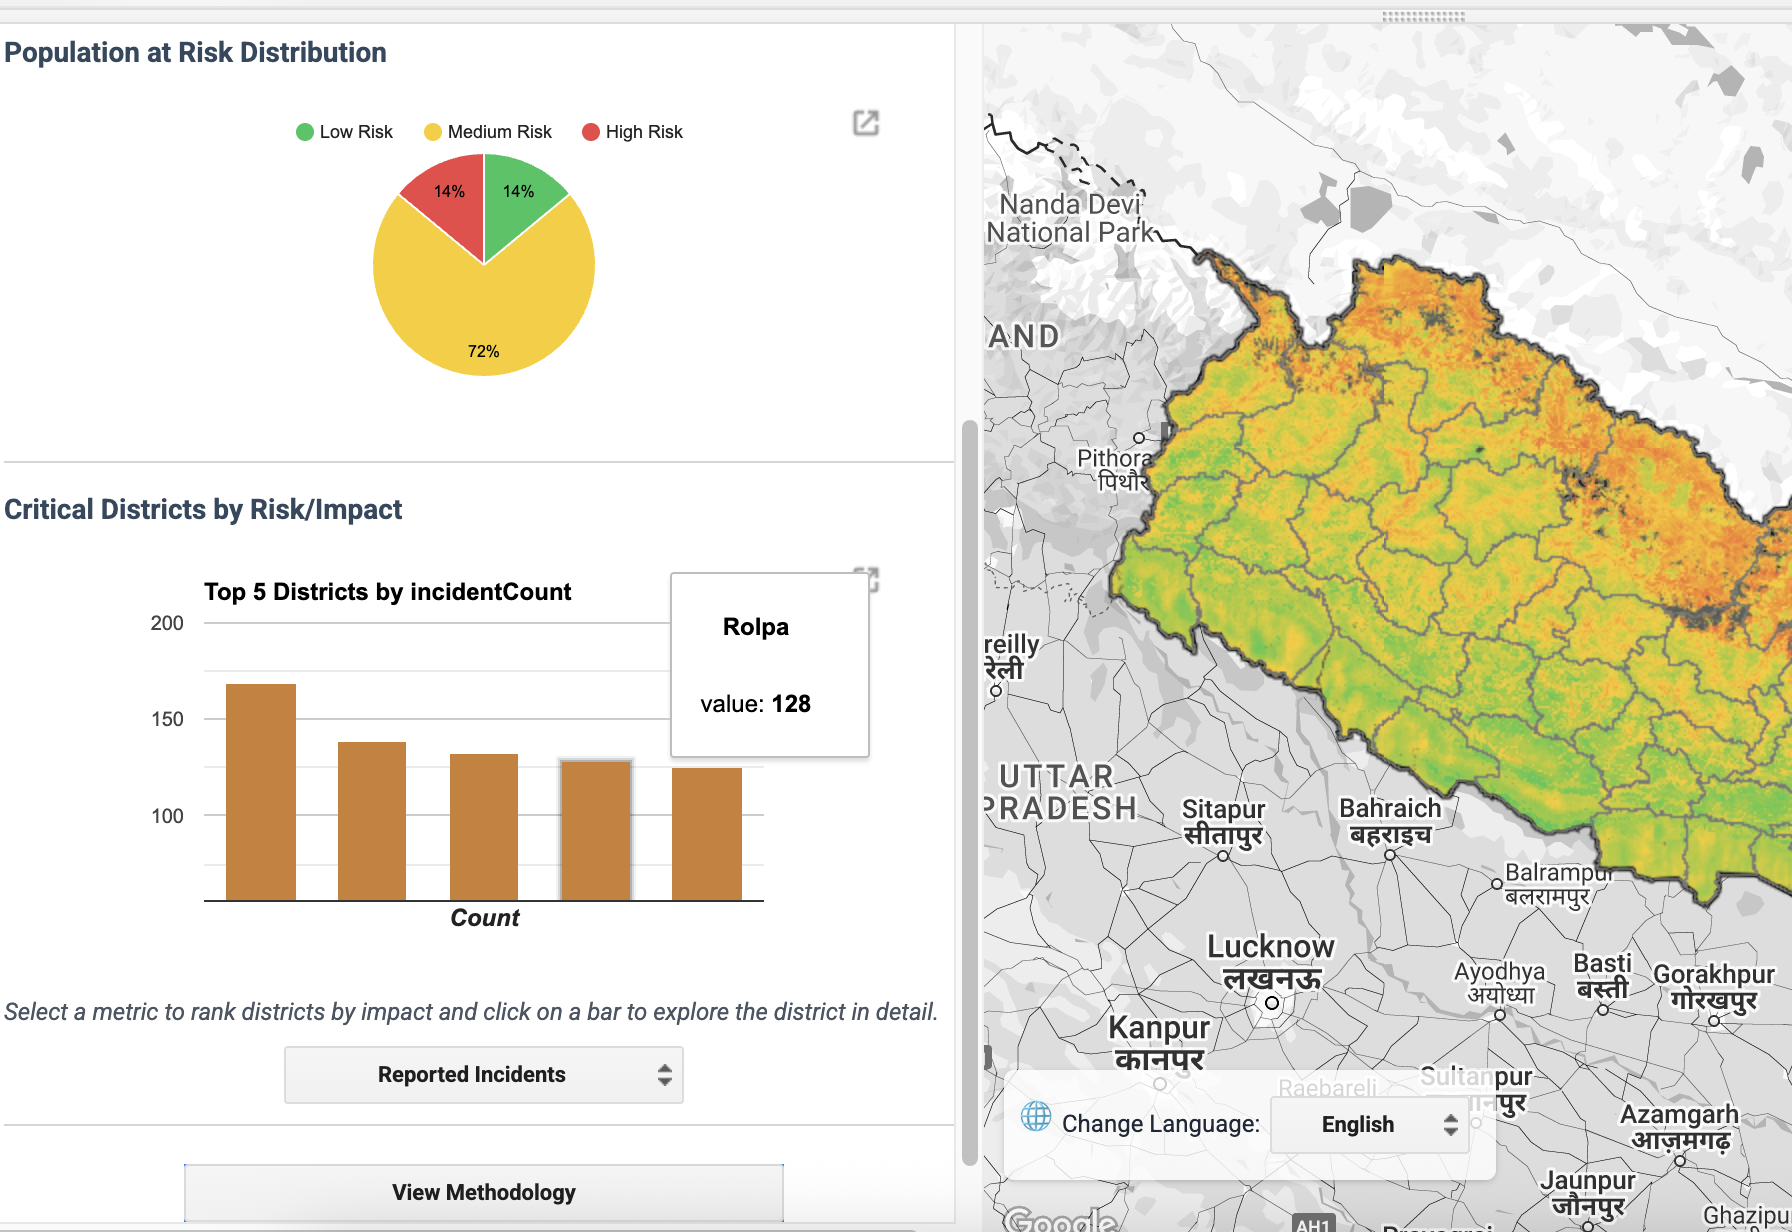 Population at Risk Distribution
Low Risk
Medium Risk
High Risk
14%
14%
72%
Critical Districts by Risk/Impact
Top 5 Districts by incidentCount
200
150
100
Rolpa
value: 128
Count
Select a metric to rank districts by impact and click on a bar to explore the district in detail.
Reported Incidents
View Methodology
Nanda Devi
National Park
AND
Pithora
पिथौर
reilly
रेली
UTTAR
PRADESH
Sitapur
सीतापुर
Bahraich
बहराइच
Balrampur
बलरामपुर
Lucknow
लखनऊ
Ayodhya
अयोध्या
Basti
बस्ती
Gorakhpur
गोरखपुर
Kanpur
कानपुर
Raebareli
Sultanpur
Change Language:
English
Azamgarh
आज़मगढ़
Jaunpur
जौनपुर
Ghazipu
Google
AH1